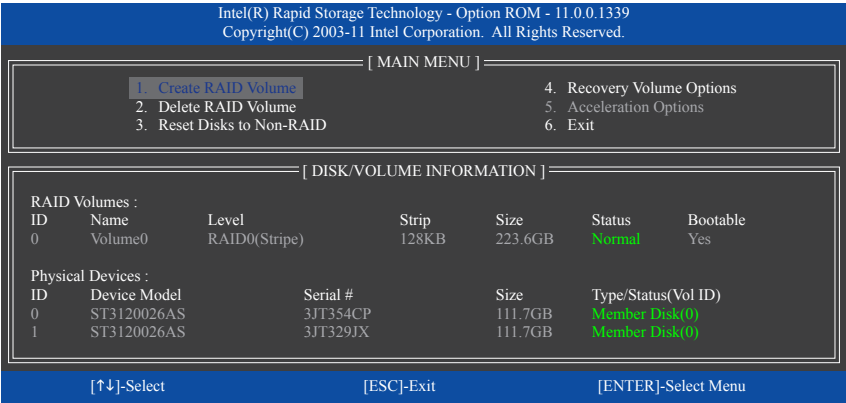 Intel(R) Rapid Storage Technology - Option ROM - 11.0.0.1339
Copyright(C) 2003-11 Intel Corporation. All Rights Reserved.
[ MAIN MENU ]
1. Create RAID Volume 4. Recovery Volume Options
2. Delete RAID Volume 5. Acceleration Options
3. Reset Disks to Non-RAID 6. Exit
[ DISK/VOLUME INFORMATION ]
RAID Volumes :
ID Name Level Strip Size Status Bootable
0 Volume0 RAID0(Stripe) 128KB 223.6GB Normal Yes
Physical Devices :
ID Device Model Serial # Size Type/Status(Vol ID)
0 ST3120026AS 3JT354CP 111.7GB Member Disk(0)
1 ST3120026AS 3JT329JX 111.7GB Member Disk(0)
[↑↓]-Select [ESC]-Exit [ENTER]-Select Menu